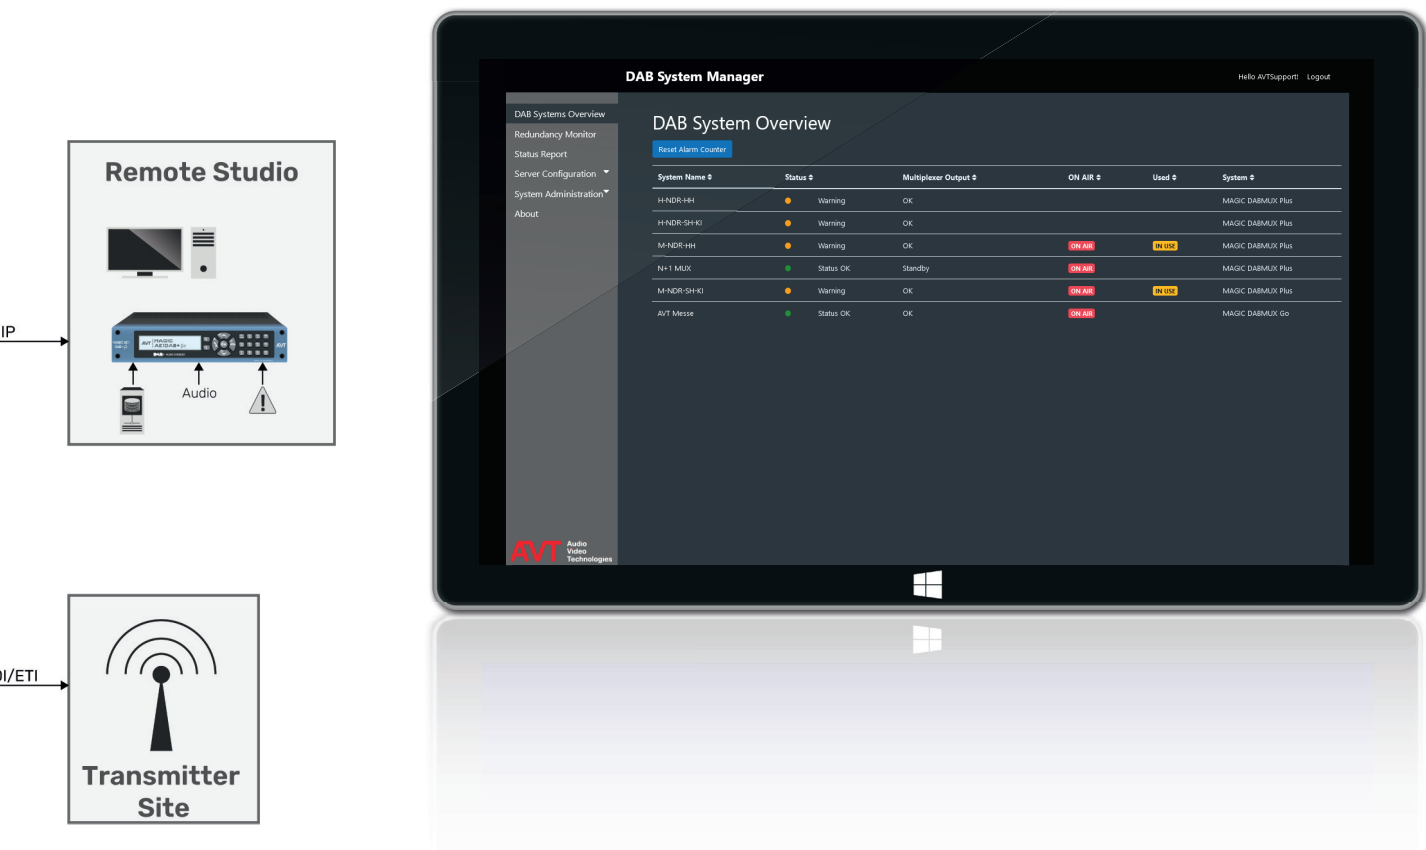 Remote Studio
IP
AVT
MAGIC
AE1DAB+ Go
Audio
DI/ETI
Transmitter
Site
DAB System Manager
Hello AVTSupport! Logout
DAB Systems Overview
Redundancy Monitor
Status Report
Server Configuration
System Administration
About
DAB System Overview
Reset Alarm Counter
System Name Status Multiplexer Output ON AIR Used System
H-NDR-HH Warning OK MAGIC DABMUX Plus
H-NDR-SH-KI Warning OK MAGIC DABMUX Plus
M-NDR-HH Warning OK ON AIR IN USE MAGIC DABMUX Plus
N+1 MUX Status OK Standby ON AIR MAGIC DABMUX Plus
M-NDR-SH-KI Warning OK ON AIR IN USE MAGIC DABMUX Plus
AVT Messe Status OK OK ON AIR MAGIC DABMUX Go
AVT Audio
Video
Technologies